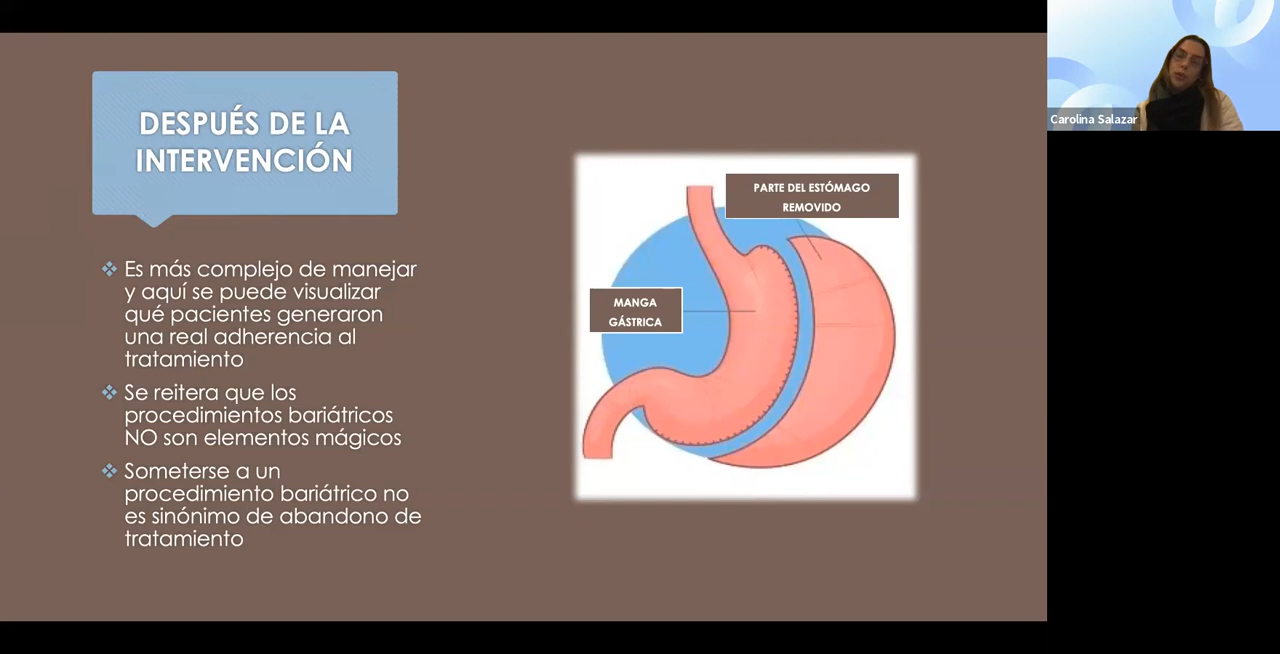 DESPUÉS DE LA
INTERVENCIÓN
Es más complejo de manejar
y aquí se puede visualizar
qué pacientes generaron
una real adherencia al
tratamiento
Se reitera que los
procedimientos bariátricos
NO son elementos mágicos
Someterse a un
procedimiento bariátrico no
es sinónimo de abandono de
tratamiento
PARTE DEL ESTÓMAGO
REMOVIDO
MANGA
GÁSTRICA
Carolina Salazar